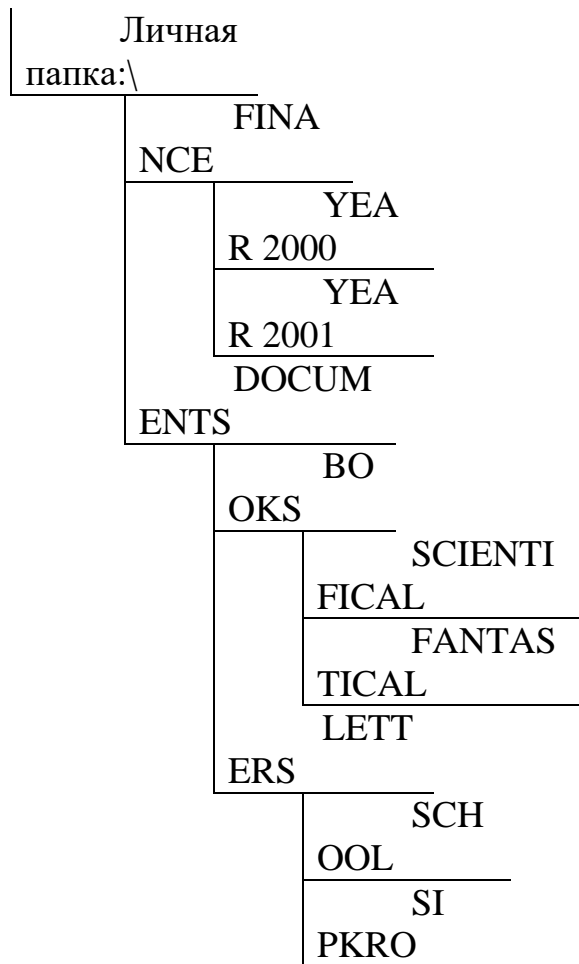 Личная
папка:\
FINA
NCE
YEA
R 2000
YEA
R 2001
DOCUM
ENTS
BO
OKS
SCIENTI
FICAL
FANTAS
TICAL
LETT
ERS
SCH
OOL
SI
PKRO